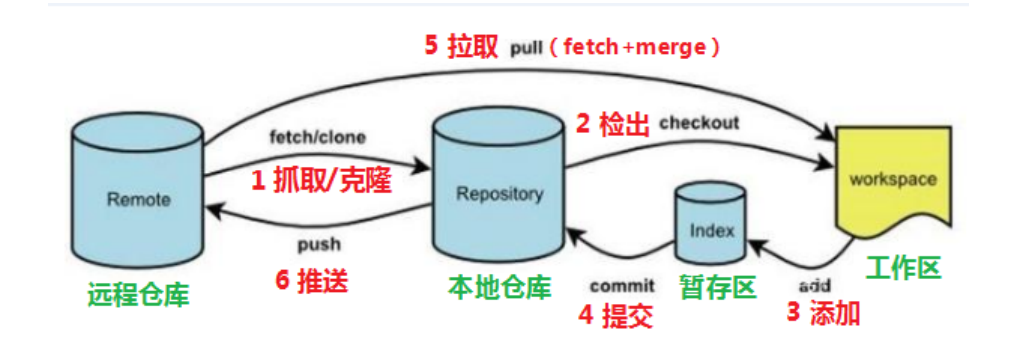 5 拉取 pull（fetch+merge）
fetch/clone
1 抓取/克隆
2 检出 checkout
Remote
Repository
workspace
Index
push
6 推送
远程仓库
本地仓库
commit
4 提交
暂存区
add
3 添加
工作区